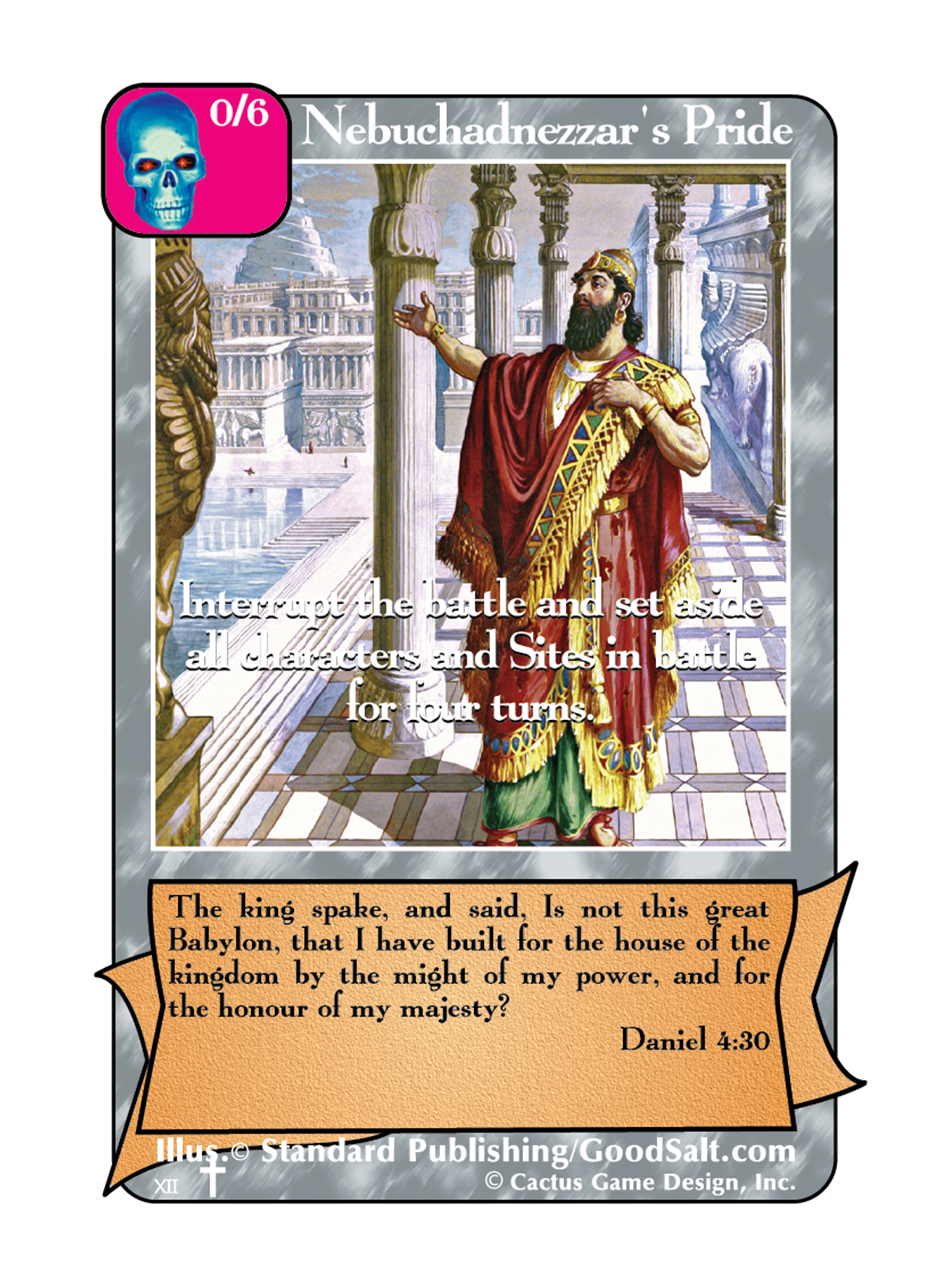 0/6
Nebuchadnezzar's Pride
Interrupt the battle and set aside
all characters and Sites in battle
for four turns.
The king spake, and said, Is not this great
Babylon, that I have built for the house of the
kingdom by the might of my power, and for
the honour of my majesty?
Daniel 4:30
Illus.© Standard Publishing/GoodSalt.com
XII
© Cactus Game Design, Inc.